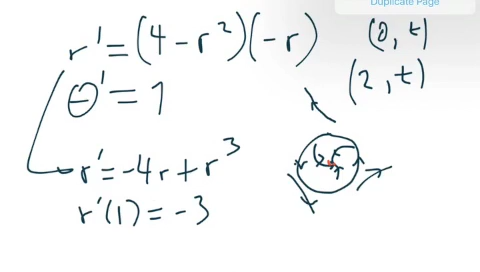 Duplicate Page
r' = (4 - r²)(-r)
(0, t)
θ' = 1
(2, t)
r' = -4r + r³
r'(1) = -3